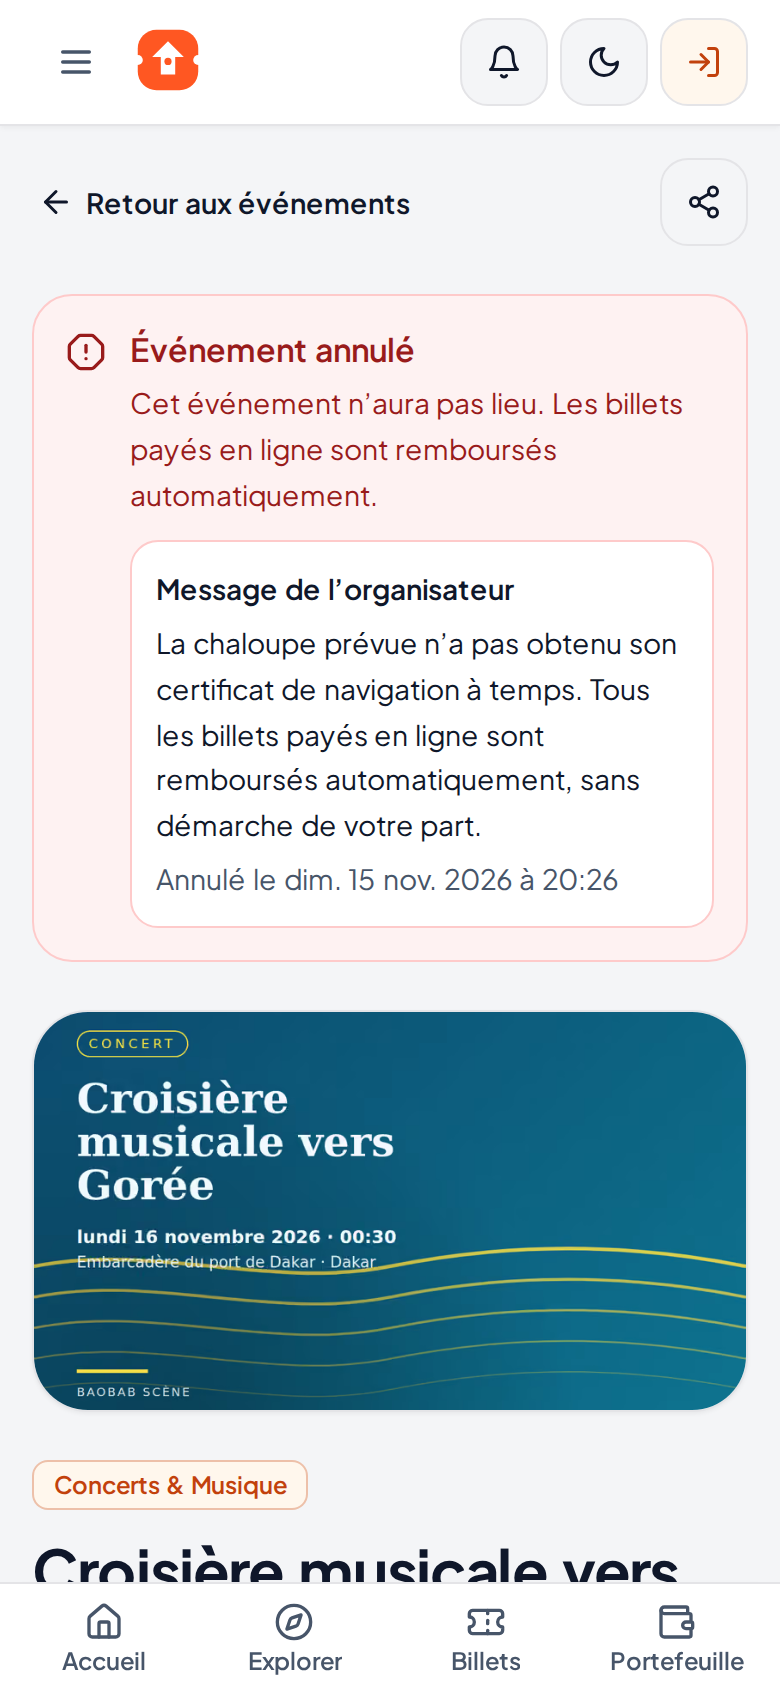 Retour aux événements
Événement annulé
Cet événement n’aura pas lieu. Les billets
payés en ligne sont remboursés
automatiquement.
Message de l’organisateur
La chaloupe prévue n’a pas obtenu son
certificat de navigation à temps. Tous
les billets payés en ligne sont
remboursés automatiquement, sans
démarche de votre part.
Annulé le dim. 15 nov. 2026 à 20:26
CONCERT
Croisière
musicale vers
Gorée
lundi 16 novembre 2026 · 00:30
Embarcadère du port de Dakar · Dakar
BAOBAB SCÈNE
Concerts & Musique
Croisière musicale vers
Accueil
Explorer
Billets
Portefeuille